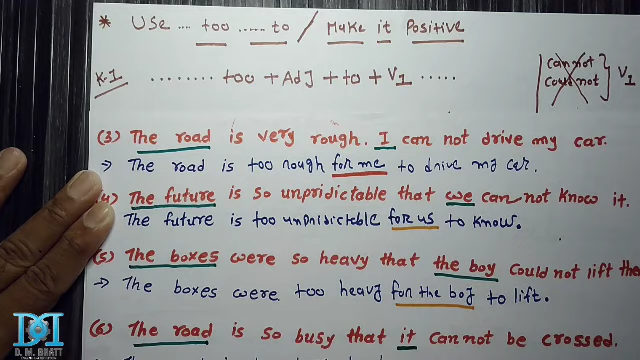 * Use .... too ...... to / Make it Positive
K-1 ........ too + Adj + to + V1 ..... can not could not } V1
(3) The road is very rough. I can not drive my car.
→ The road is too rough for me to drive my car.
(4) The future is so unpridictable that we can not know it.
The future is too unpridictable for us to know.
(5) The boxes were so heavy that the boy could not lift the
→ The boxes were too heavy for the boy to lift.
(6) The road is so busy that it can not be crossed.
D. M. BHATT